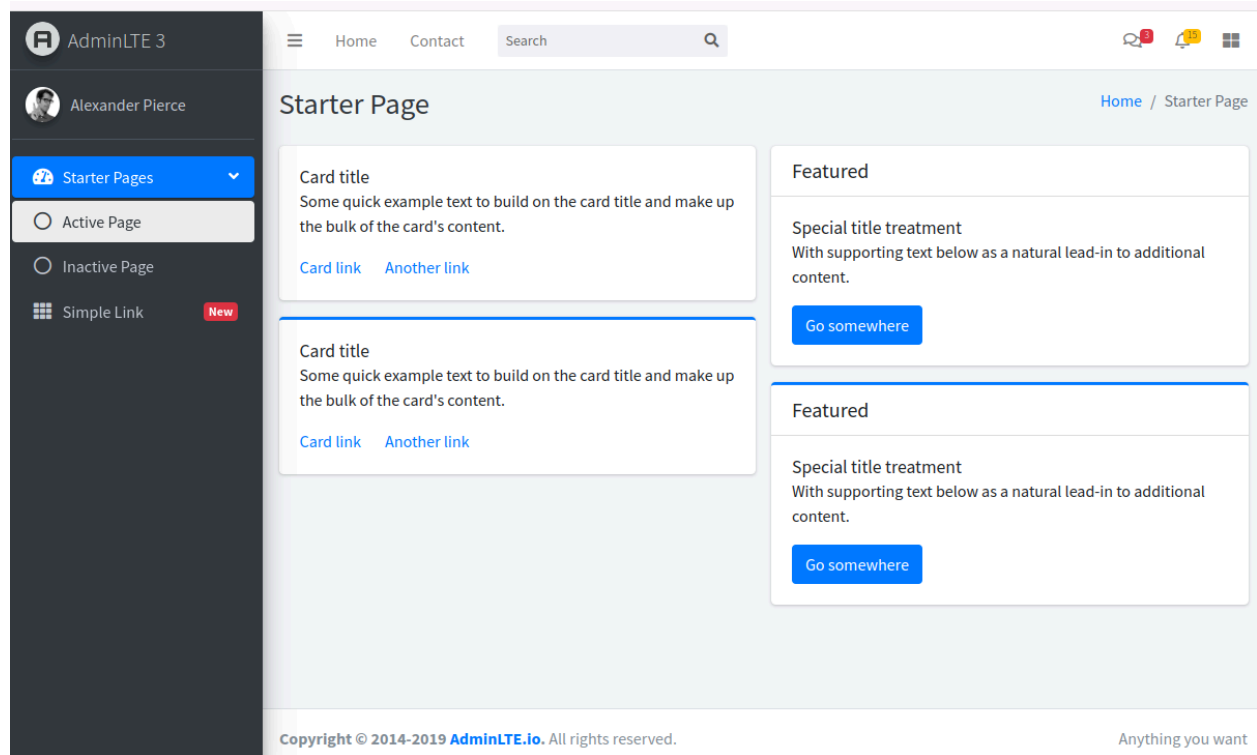 AdminLTE 3
Alexander Pierce
Starter Pages
Active Page
Inactive Page
Simple Link New
Home Contact Search 3 15
Starter Page
Home / Starter Page
Card title
Some quick example text to build on the card title and make up
the bulk of the card's content.
Card link Another link
Card title
Some quick example text to build on the card title and make up
the bulk of the card's content.
Card link Another link
Featured
Special title treatment
With supporting text below as a natural lead-in to additional
content.
Go somewhere
Featured
Special title treatment
With supporting text below as a natural lead-in to additional
content.
Go somewhere
Copyright © 2014-2019 AdminLTE.io. All rights reserved.
Anything you want